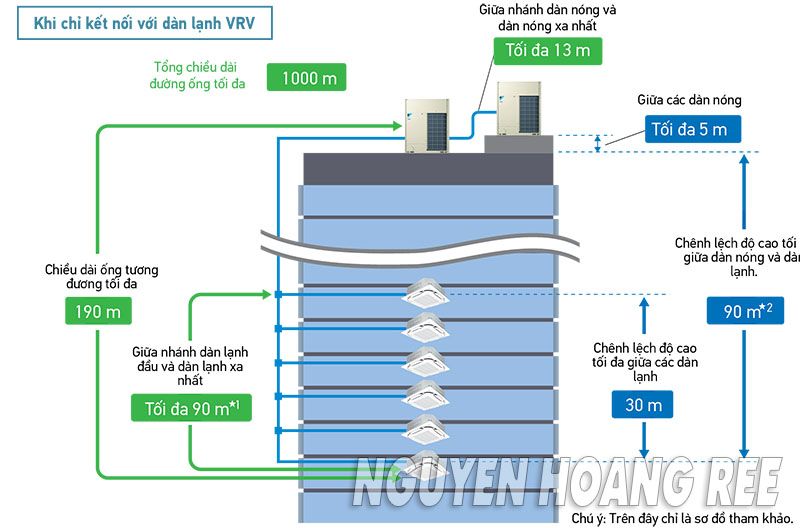 Khi chỉ kết nối với dàn lạnh VRV
Giữa nhánh dàn nóng và
dàn nóng xa nhất
Tối đa 13 m
Tổng chiều dài
đường ống tối đa
1000 m
Giữa các dàn nóng
Tối đa 5 m
Chênh lệch độ cao tối
giữa dàn nóng và dàn
lạnh.
90 m★2
Chiều dài ống tương
đương tối đa
190 m
Giữa nhánh dàn lạnh
đầu và dàn lạnh xa
nhất
Tối đa 90 m★1
Chênh lệch độ cao
tối đa giữa các dàn
lạnh
30 m
NGUYEN HOANG REE
Chú ý: Trên đây chỉ là sơ đồ tham khảo.